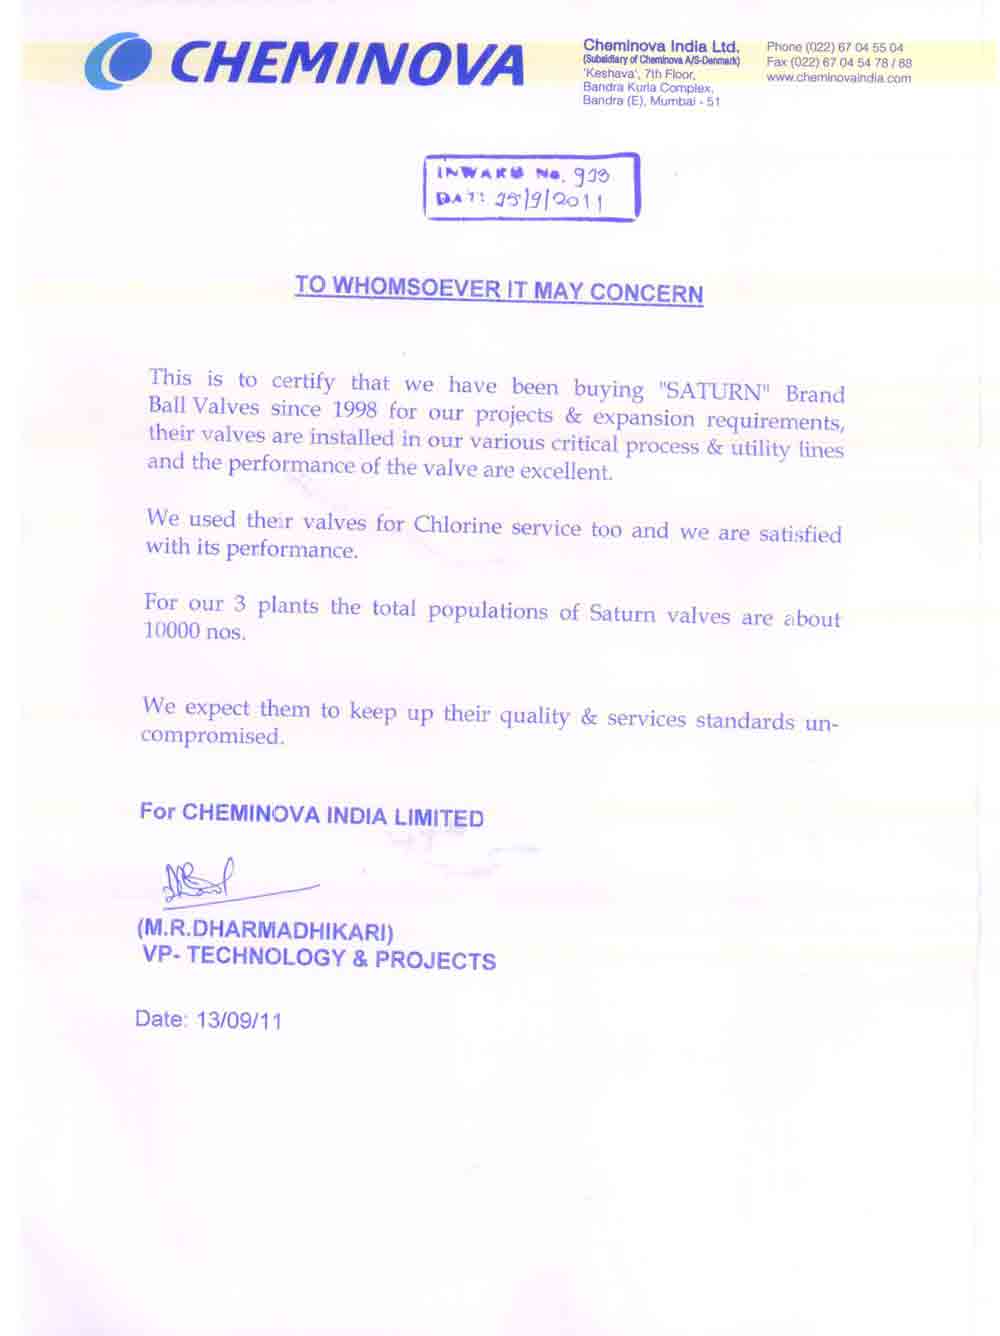 CHEMINOVA
Cheminova India Ltd.
(Subsidiary of Cheminova A/S-Denmark)
'Keshava', 7th Floor,
Bandra Kurla Complex,
Bandra (E), Mumbai - 51
Phone (022) 67 04 55 04
Fax (022) 67 04 54 78 / 88
www.cheminovaindia.com
INWARD No.
DAT: /9/2011
TO WHOMSOEVER IT MAY CONCERN
This is to certify that we have been buying "SATURN" Brand
Ball Valves since 1998 for our projects & expansion requirements,
their valves are installed in our various critical process & utility lines
and the performance of the valve are excellent.
We used their valves for Chlorine service too and we are satisfied
with its performance.
For our 3 plants the total populations of Saturn valves are about
10000 nos.
We expect them to keep up their quality & services standards un-
compromised.
For CHEMINOVA INDIA LIMITED
(M.R.DHARMADHIKARI)
VP- TECHNOLOGY & PROJECTS
Date: 13/09/11